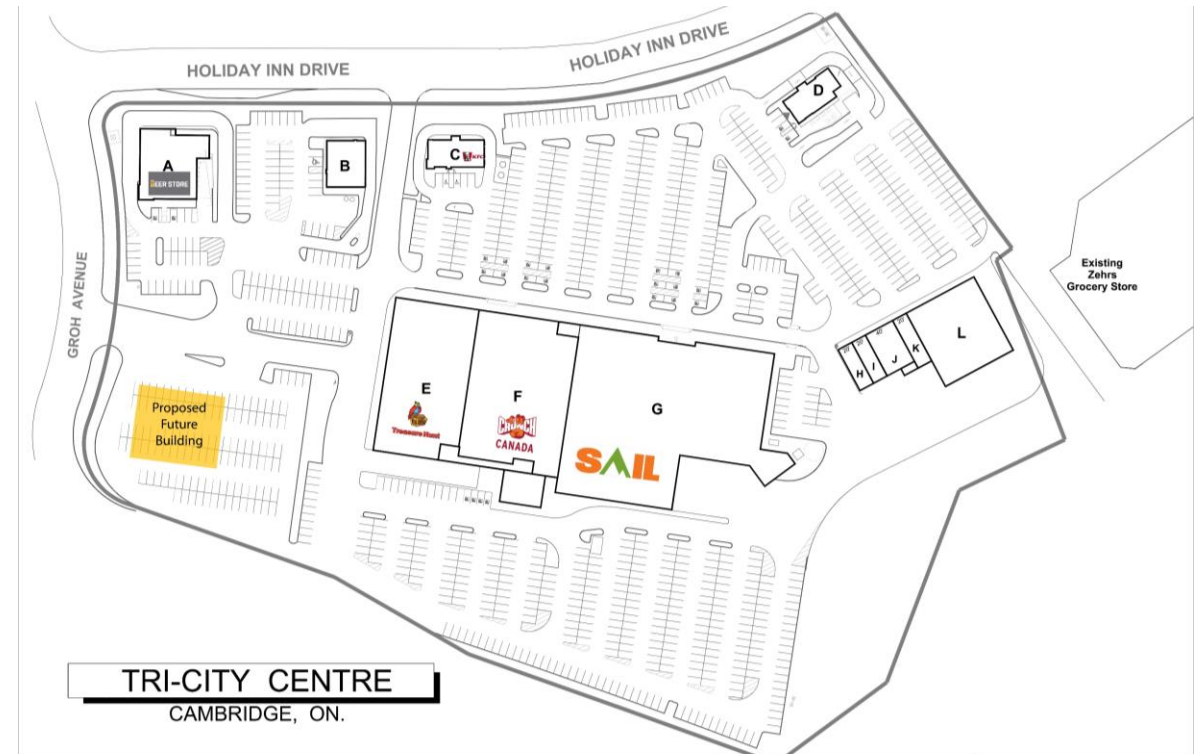 HOLIDAY INN DRIVE
HOLIDAY INN DRIVE
GROH AVENUE
A
BEER STORE
B
C
D
Existing
Zehrs
Grocery Store
E
Treasure Hunt
F
CRUNCH
CANADA
G
SAIL
H
I
J
K
L
Proposed
Future
Building
TRI-CITY CENTRE
CAMBRIDGE, ON.